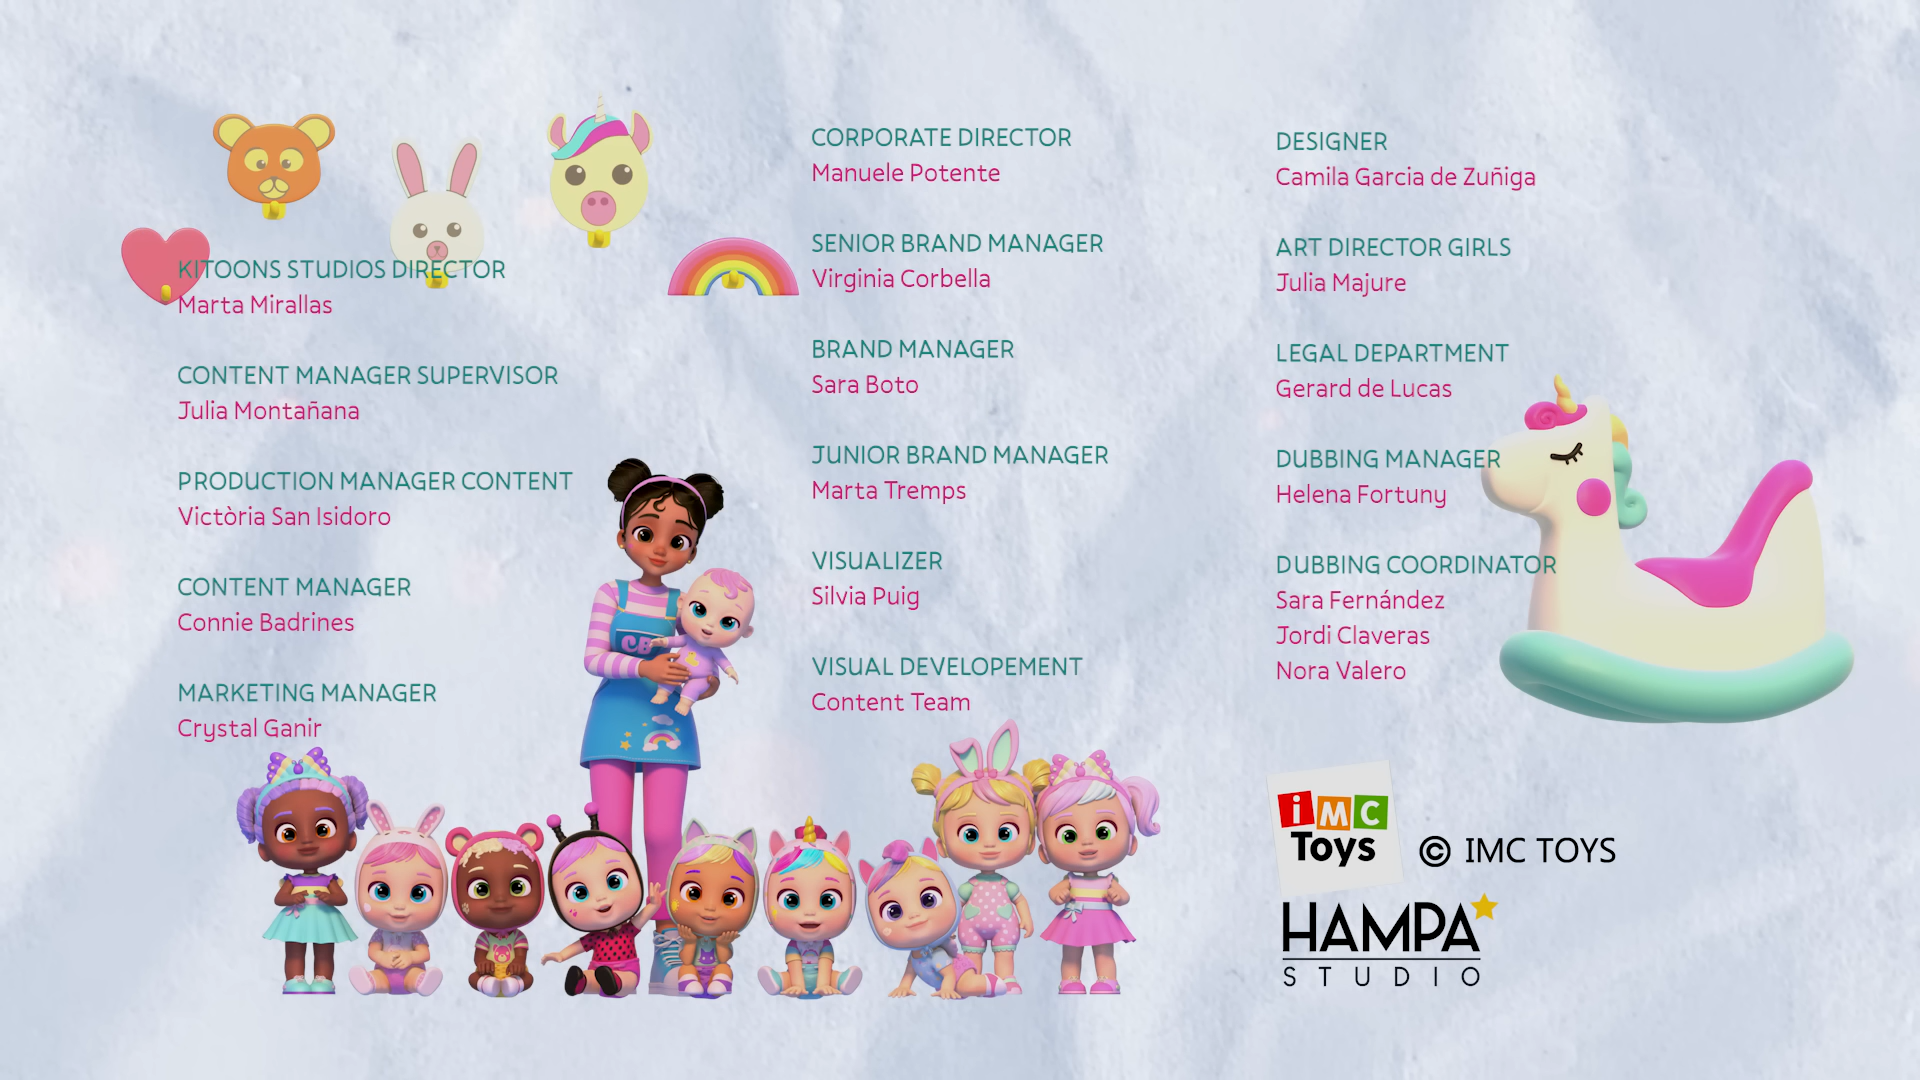 KITOONS STUDIOS DIRECTOR
Marta Mirallas
CONTENT MANAGER SUPERVISOR
Julia Montañana
PRODUCTION MANAGER CONTENT
Victòria San Isidoro
CONTENT MANAGER
Connie Badrines
MARKETING MANAGER
Crystal Ganir
CB
CORPORATE DIRECTOR
Manuele Potente
SENIOR BRAND MANAGER
Virginia Corbella
BRAND MANAGER
Sara Boto
JUNIOR BRAND MANAGER
Marta Tremps
VISUALIZER
Silvia Puig
VISUAL DEVELOPEMENT
Content Team
DESIGNER
Camila Garcia de Zuñiga
ART DIRECTOR GIRLS
Julia Majure
LEGAL DEPARTMENT
Gerard de Lucas
DUBBING MANAGER
Helena Fortuny
DUBBING COORDINATOR
Sara Fernández
Jordi Claveras
Nora Valero
iMC
Toys
© IMC TOYS
HAMPA
STUDIO